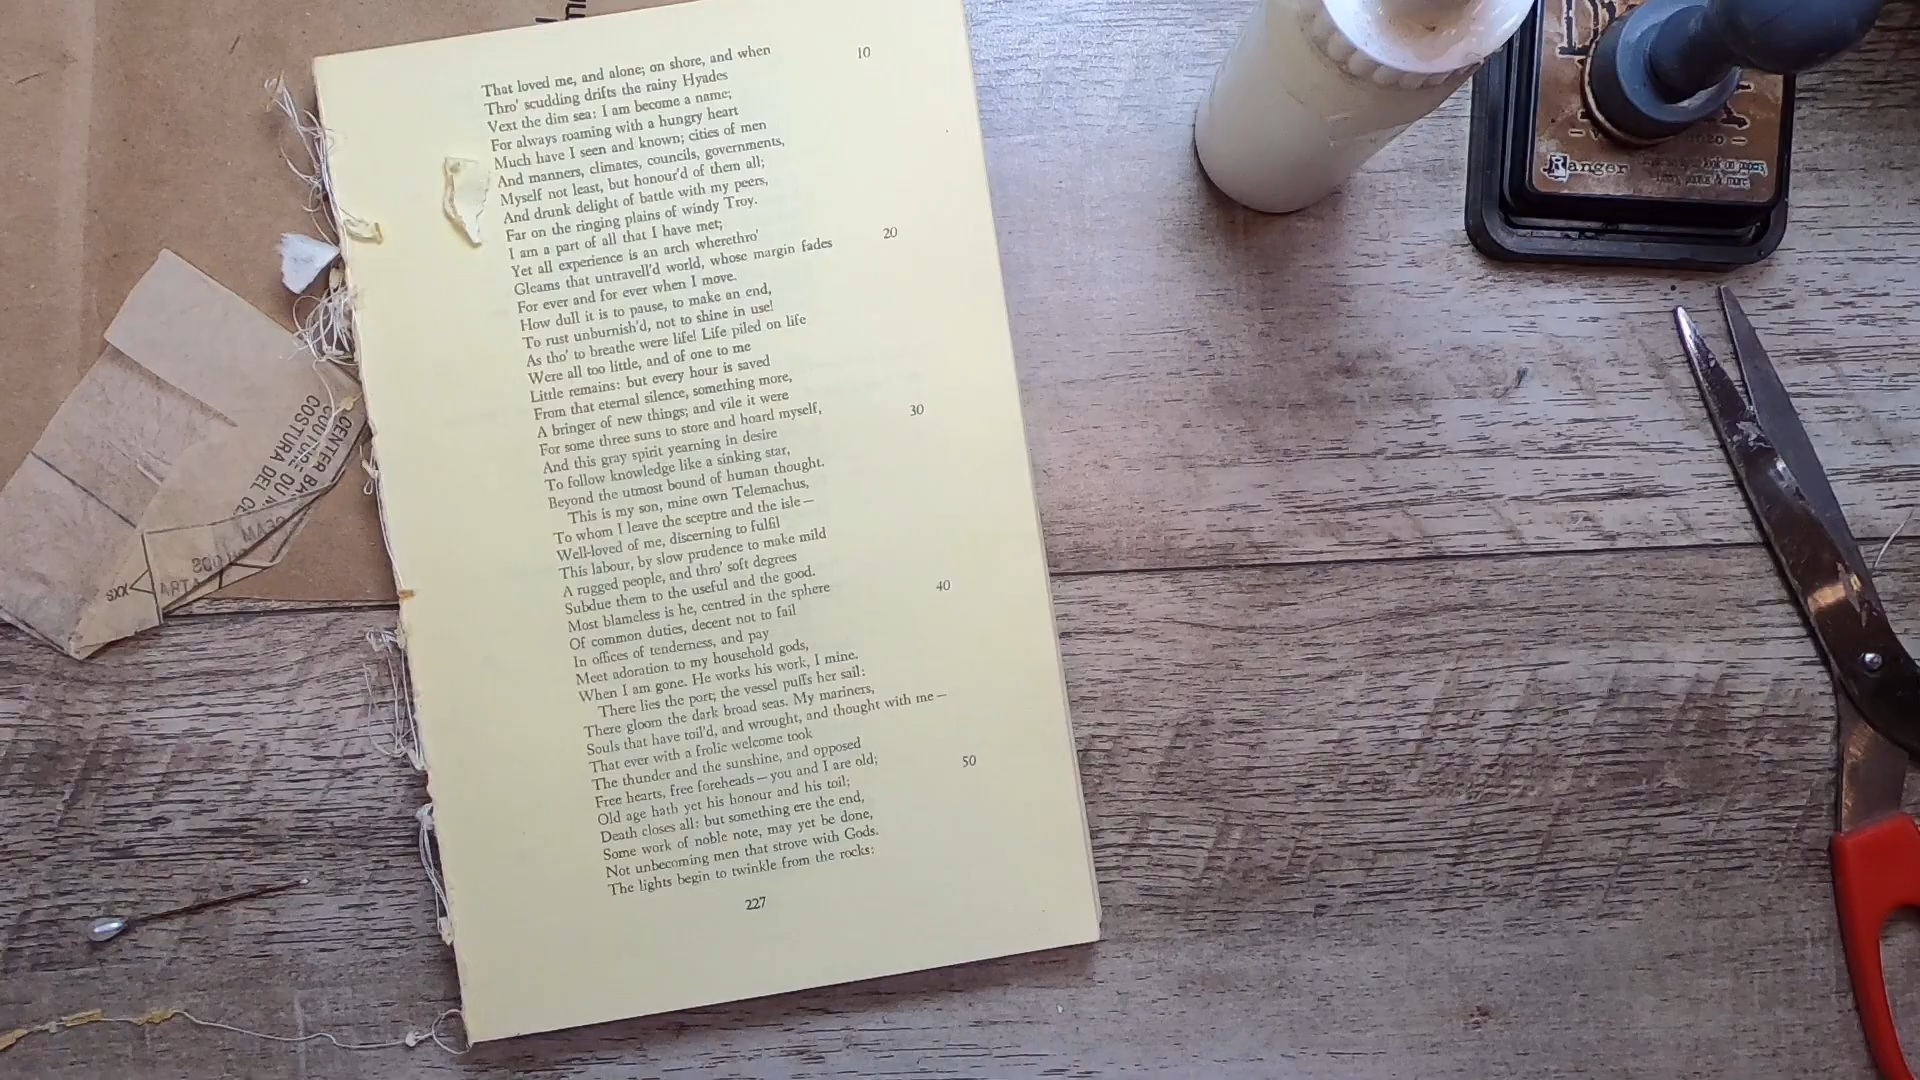 That loved me, and alone; on shore, and when 10
Thro' scudding drifts the rainy Hyades
Vext the dim sea: I am become a name;
For always roaming with a hungry heart
Much have I seen and known; cities of men
And manners, climates, councils, governments,
Myself not least, but honour'd of them all;
And drunk delight of battle with my peers,
Far on the ringing plains of windy Troy.
I am a part of all that I have met;
Yet all experience is an arch wherethro'
Gleams that untravell'd world, whose margin fades 20
For ever and for ever when I move.
How dull it is to pause, to make an end,
To rust unburnish'd, not to shine in use!
As tho' to breathe were life! Life piled on life
Were all too little, and of one to me
Little remains: but every hour is saved
From that eternal silence, something more,
A bringer of new things; and vile it were
For some three suns to store and hoard myself,
And this gray spirit yearning in desire 30
To follow knowledge like a sinking star,
Beyond the utmost bound of human thought.
This is my son, mine own Telemachus,
To whom I leave the sceptre and the isle—
Well-loved of me, discerning to fulfil
This labour, by slow prudence to make mild
A rugged people, and thro' soft degrees
Subdue them to the useful and the good.
Most blameless is he, centred in the sphere
Of common duties, decent not to fail 40
In offices of tenderness, and pay
Meet adoration to my household gods,
When I am gone. He works his work, I mine.
There lies the port; the vessel puffs her sail:
There gloom the dark broad seas. My mariners,
Souls that have toil'd, and wrought, and thought with me—
That ever with a frolic welcome took
The thunder and the sunshine, and opposed
Free hearts, free foreheads—you and I are old;
Old age hath yet his honour and his toil; 50
Death closes all: but something ere the end,
Some work of noble note, may yet be done,
Not unbecoming men that strove with Gods.
The lights begin to twinkle from the rocks:
227
CENTER BA
COUTURE DU M
COSTURA DEL C
Ranger